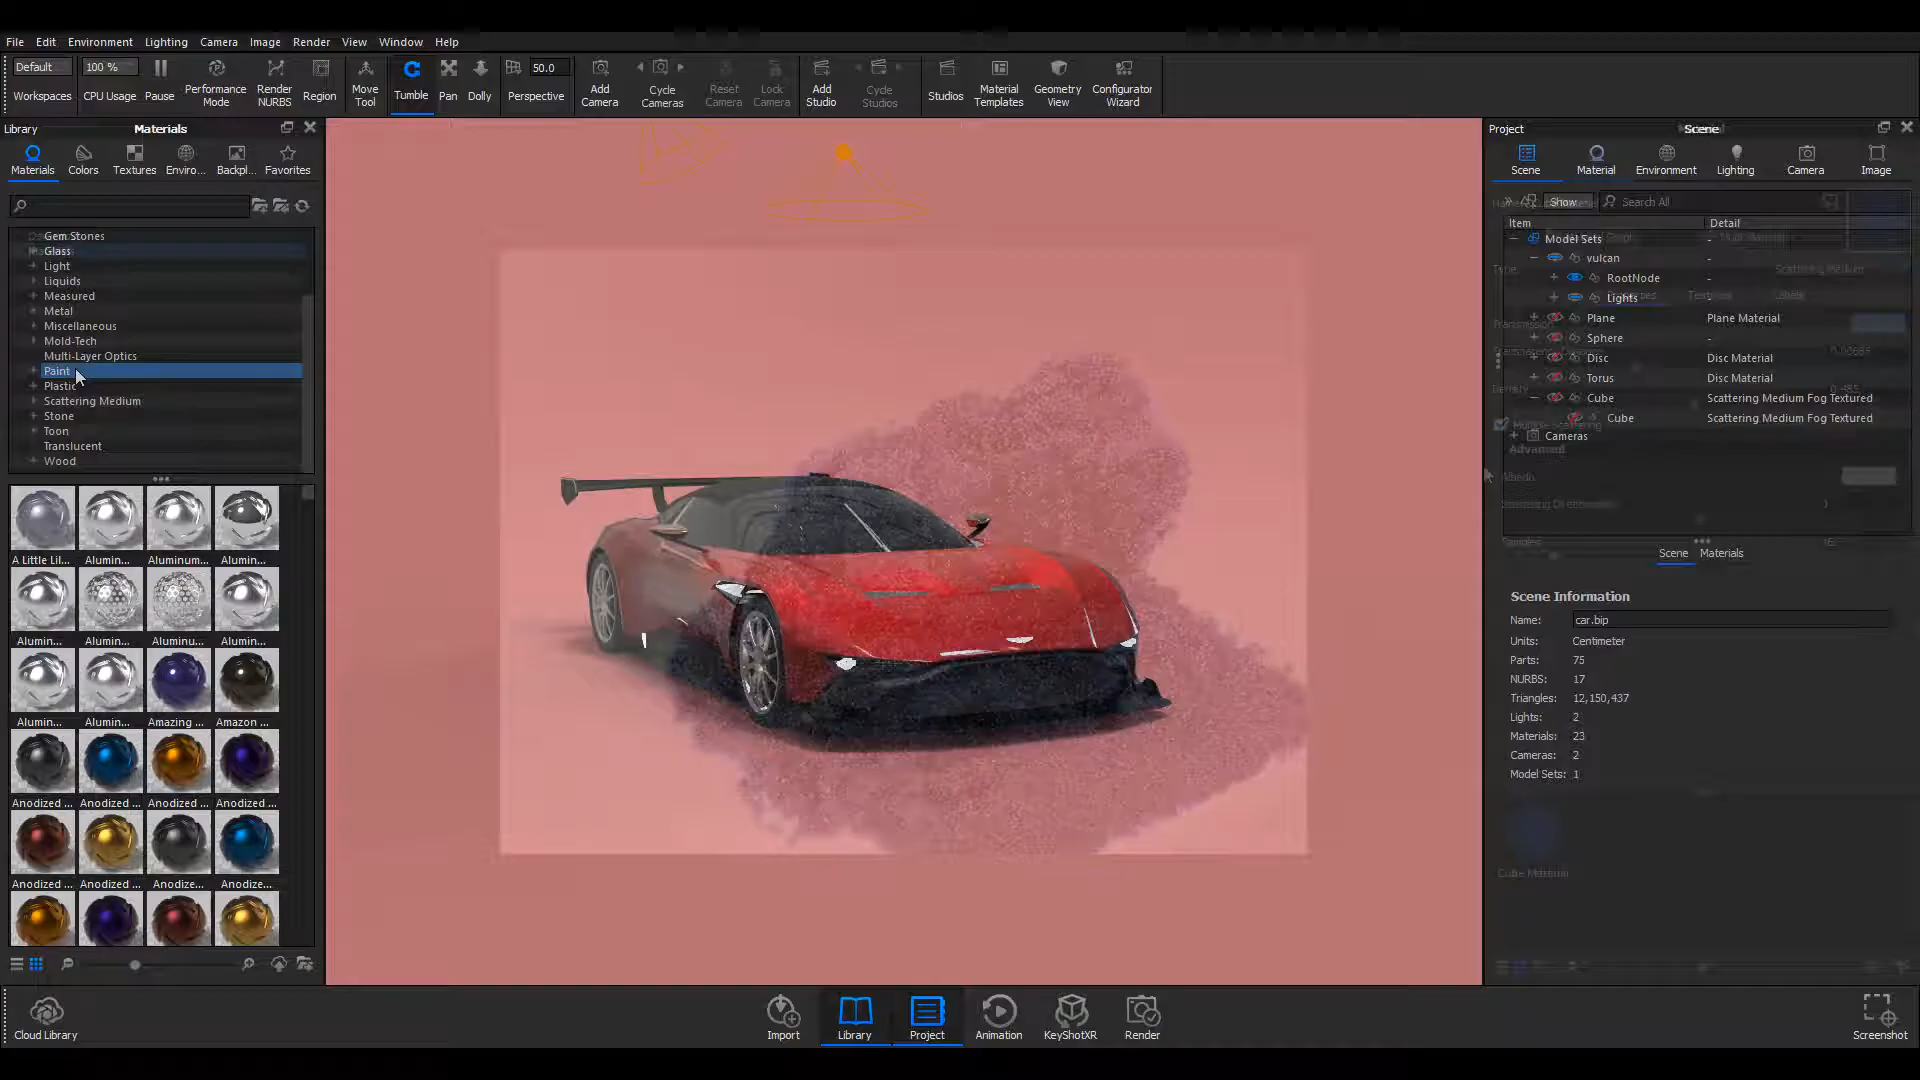 File Edit Environment Lighting Camera Image Render View Window Help
Default 100 % 50.0
Workspaces CPU Usage Pause Performance Mode Render NURBS Region Move Tool Tumble Pan Dolly Perspective Add Camera Cycle Cameras Reset Camera Lock Camera Add Studio Cycle Studios Studios Material Templates Geometry View Configurator Wizard
Library Materials
Materials Colors Textures Enviro... Backpl... Favorites
Gem Stones
Glass
Light
Liquids
Measured
Metal
Miscellaneous
Mold-Tech
Multi-Layer Optics
Paint
Plastic
Scattering Medium
Stone
Toon
Translucent
Wood
A Little Lil... Alumin... Aluminum... Alumin...
Alumin... Alumin... Aluminu... Alumin...
Alumin... Alumin... Amazing ... Amazon ...
Anodized ... Anodized ... Anodized ... Anodized ...
Anodized ... Anodized ... Anodize... Anodize...
Project Scene
Scene Material Environment Lighting Camera Image
Show Search All
Item Detail
Model Sets -
vulcan -
RootNode -
Lights -
Plane Plane Material
Sphere -
Disc Disc Material
Torus Disc Material
Cube Scattering Medium Fog Textured
Cube Scattering Medium Fog Textured
Cameras
Advanced
Albedo
Samples
Scene Materials
Scene Information
Name: car.bip
Units: Centimeter
Parts: 75
NURBS: 17
Triangles: 12,150,437
Lights: 2
Materials: 23
Cameras: 2
Model Sets: 1
Cube Material
Cloud Library Import Library Project Animation KeyShotXR Render Screenshot